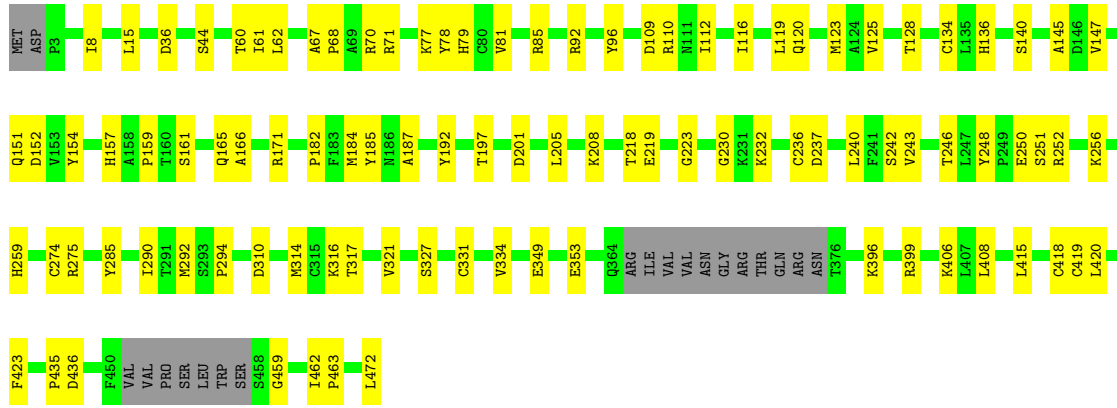 MET ASP P3 I8 L15 D36 S44 T60 I61 L62 A67 P68 A69 R70 R71 K77 Y78 H79 C80 V81 R85 R92 Y96 D109 R110 N111 I112 I116 L119 Q120 M123 A124 V125 T128 C134 L135 H136 S140 A145 D146 V147
Q151 D152 V153 Y154 H157 A158 P159 T160 S161 Q165 A166 R171 P182 F183 M184 Y185 N186 A187 Y192 T197 D201 L205 K208 T218 E219 G223 G230 K231 K232 C236 D237 L240 F241 S242 V243 T246 L247 Y248 P249 E250 S251 R252 K256
H259 C274 R275 Y285 I290 T291 M292 S293 P294 D310 M314 C315 K316 T317 V321 S327 C331 V334 E349 E353 Q364 ARG ILE VAL VAL ASN GLY ARG THR GLN ARG ASN T376 K396 R399 K406 L407 L408 L415 C418 C419 L420
F423 P435 D436 F450 VAL VAL PRO SER LEU TRP SER S458 G459 I462 P463 L472